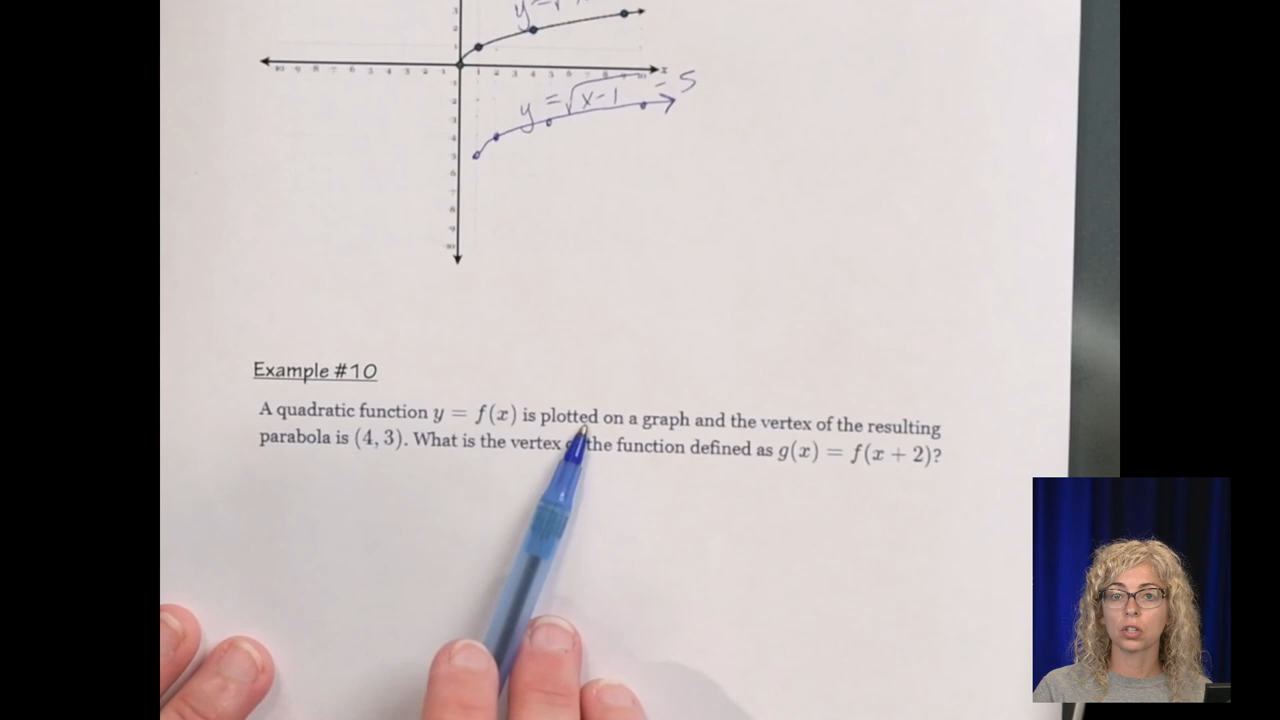 y = √x-1 - 5
x
Example #10
A quadratic function y = f(x) is plotted on a graph and the vertex of the resulting
parabola is (4, 3). What is the vertex of the function defined as g(x) = f(x + 2)?